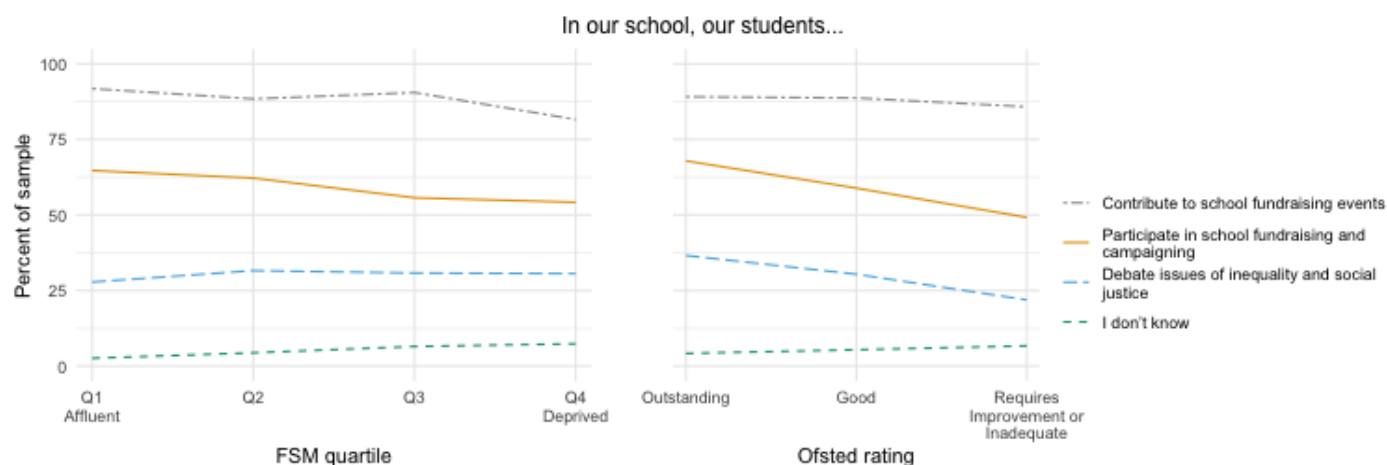 In our school, our students...
Percent of sample
100
75
50
25
0
Q1
Affluent
Q2
Q3
Q4
Deprived
FSM quartile
Outstanding
Good
Requires
Improvement or
Inadequate
Ofsted rating
Contribute to school fundraising events
Participate in school fundraising and
campaigning
Debate issues of inequality and social
justice
I don't know